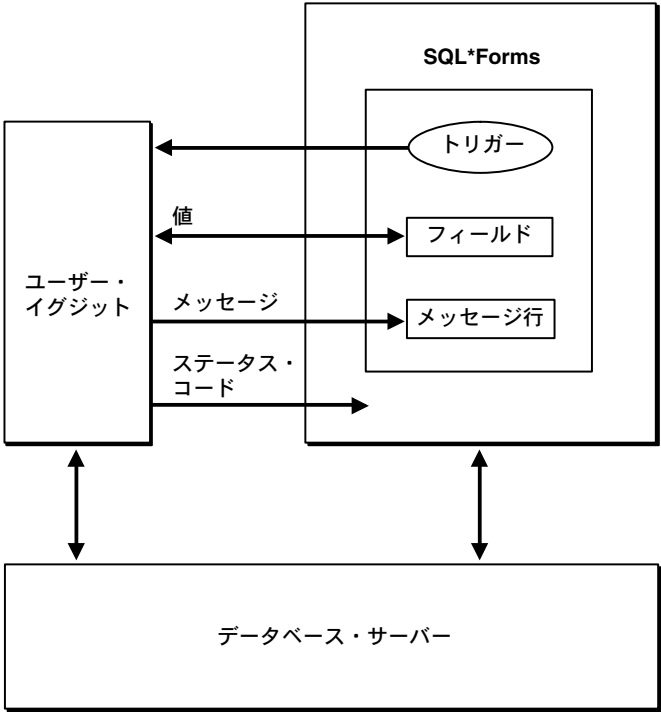 SQL*Forms
トリガー
値
フィールド
ユーザー・
イグジット
メッセージ
メッセージ行
ステータス・
コード
データベース・サーバー